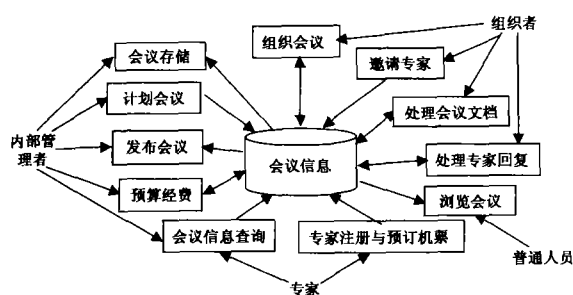 组织者
组织会议
会议存储
邀请专家
计划会议
处理会议文档
内部管
理者
发布会议
会议信息
处理专家回复
预算经费
浏览会议
会议信息查询
专家注册与预订机票
普通人员
专家